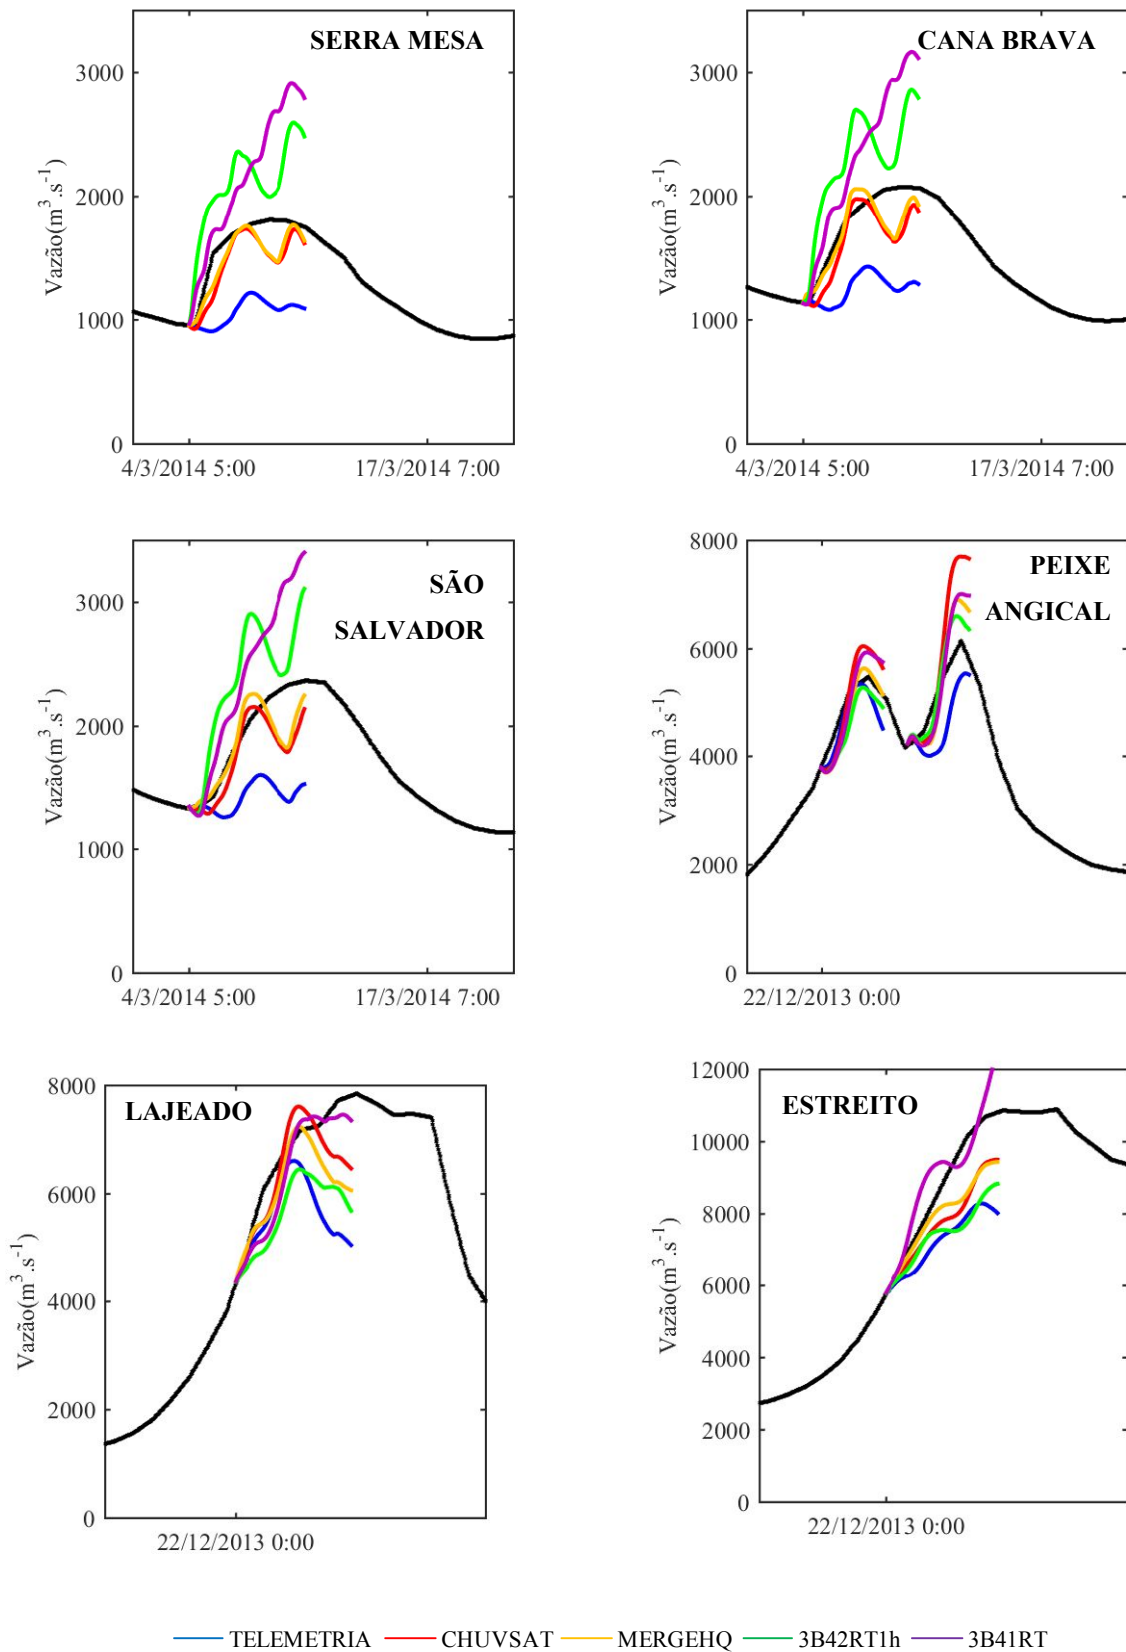 SERRA MESA
3000
2000
1000
0
Vazão(m³.s⁻¹)
4/3/2014 5:00 17/3/2014 7:00
CANA BRAVA
3000
2000
1000
0
Vazão(m³.s⁻¹)
4/3/2014 5:00 17/3/2014 7:00
SÃO
SALVADOR
3000
2000
1000
0
Vazão(m³.s⁻¹)
4/3/2014 5:00 17/3/2014 7:00
PEIXE
ANGICAL
8000
6000
4000
2000
0
Vazão(m³.s⁻¹)
22/12/2013 0:00
LAJEADO
8000
6000
4000
2000
0
Vazão(m³.s⁻¹)
22/12/2013 0:00
ESTREITO
12000
10000
8000
6000
4000
2000
0
Vazão(m³.s⁻¹)
22/12/2013 0:00
TELEMETRIA CHUVSAT MERGEHQ 3B42RT1h 3B41RT